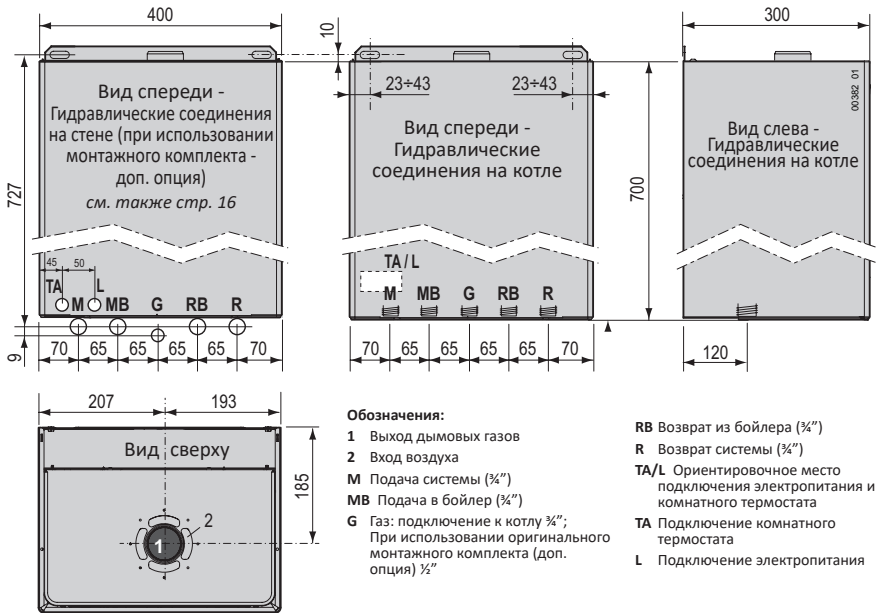 400
10
300
727
Вид спереди -
Гидравлические соединения
на стене (при использовании
монтажного комплекта -
доп. опция)
см. также стр. 16
45
50
TA
L
M
MB
G
RB
R
9
70
65
65
65
65
70
23÷43
23÷43
Вид спереди -
Гидравлические
соединения на котле
TA / L
M
MB
G
RB
R
70
65
65
65
65
70
700
00382 01
Вид слева -
Гидравлические
соединения на котле
120
207
193
Вид сверху
185
1
2
Обозначения:
1 Выход дымовых газов
2 Вход воздуха
M Подача системы (¾”)
MB Подача в бойлер (¾”)
G Газ: подключение к котлу ¾”;
При использовании оригинального
монтажного комплекта (доп.
опция) ½”
RB Возврат из бойлера (¾”)
R Возврат системы (¾”)
TA/L Ориентировочное место
подключения электропитания и
комнатного термостата
TA Подключение комнатного
термостата
L Подключение электропитания